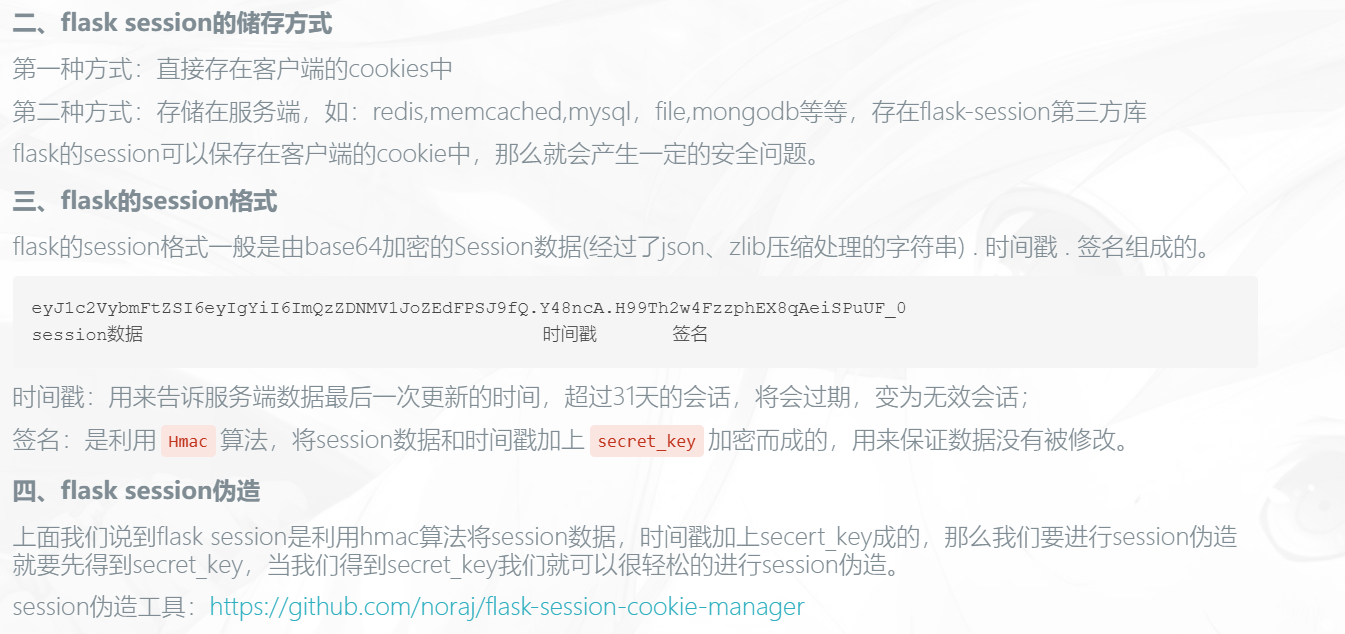 二、flask session的储存方式
第一种方式：直接存在客户端的cookies中
第二种方式：存储在服务端，如：redis,memcached,mysql，file,mongodb等等，存在flask-session第三方库
flask的session可以保存在客户端的cookie中，那么就会产生一定的安全问题。
三、flask的session格式
flask的session格式一般是由base64加密的Session数据(经过了json、zlib压缩处理的字符串) . 时间戳 . 签名组成的。
eyJ1c2VybmFtZSI6eyIgYiI6ImQzZDNMV1JoZEdFPSJ9fQ.Y48ncA.H99Th2w4FzzphEX8qAeiSPuUF_0
session数据 时间戳 签名
时间戳：用来告诉服务端数据最后一次更新的时间，超过31天的会话，将会过期，变为无效会话；
签名：是利用 Hmac 算法，将session数据和时间戳加上 secret_key 加密而成的，用来保证数据没有被修改。
四、flask session伪造
上面我们说到flask session是利用hmac算法将session数据，时间戳加上secert_key成的，那么我们要进行session伪造
就要先得到secret_key，当我们得到secret_key我们就可以很轻松的进行session伪造。
session伪造工具：https://github.com/noraj/flask-session-cookie-manager